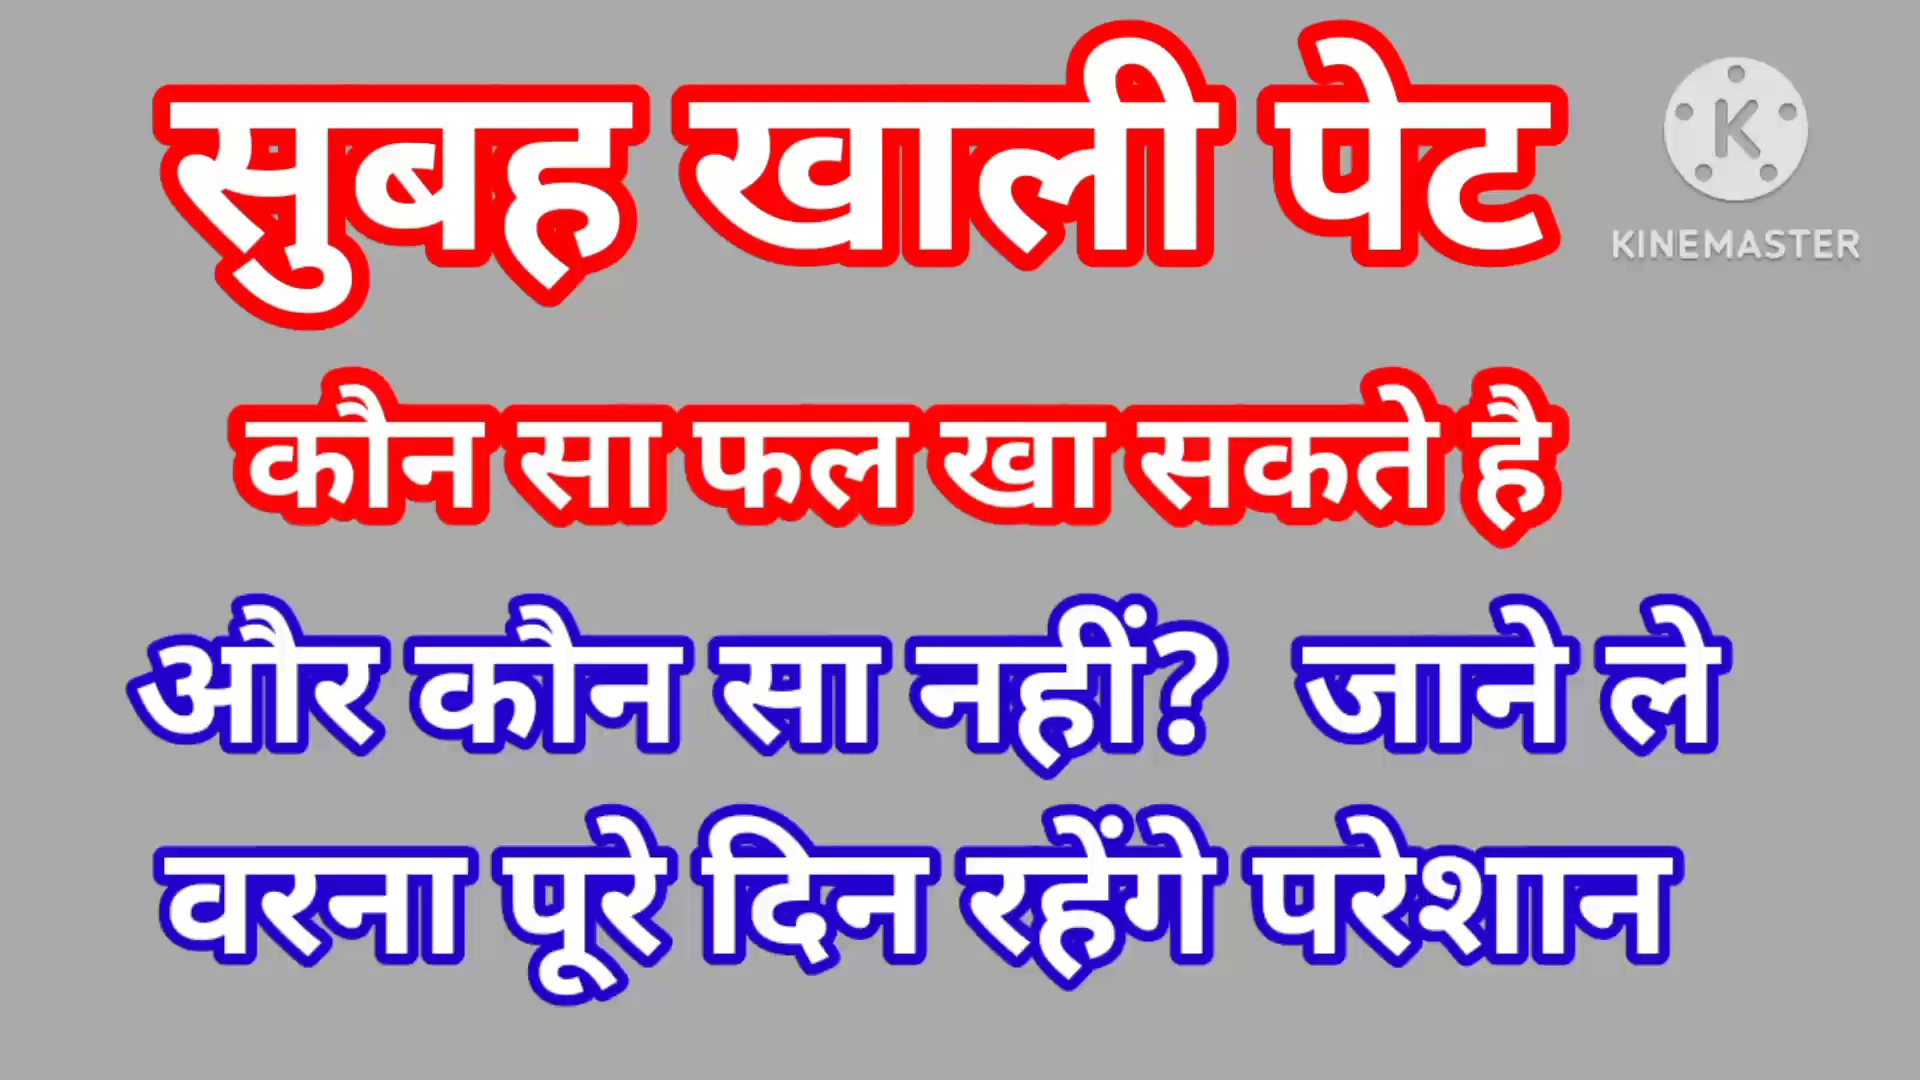 सुबह खाली पेट
K
KINEMASTER
कौन सा फल खा सकते है
और कौन सा नहीं? जाने ले
वरना पूरे दिन रहेंगे परेशान